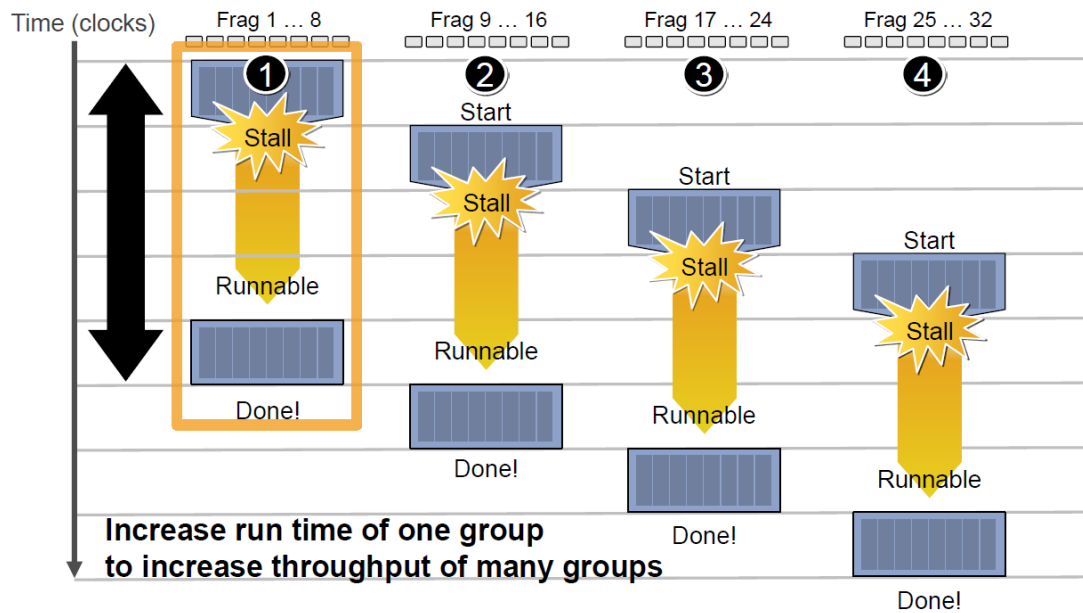 Time (clocks)
Frag 1 … 8
Frag 9 … 16
Frag 17 … 24
Frag 25 … 32
1
2
3
4
Start
Stall
Start
Stall
Start
Stall
Runnable
Stall
Runnable
Done!
Runnable
Done!
Runnable
Done!
Done!
Increase run time of one group
to increase throughput of many groups